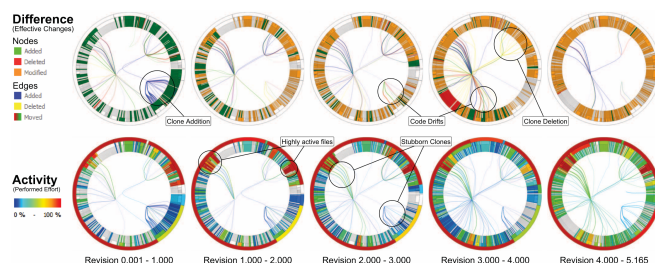 Difference
(Effective Changes)
Nodes
Added
Deleted
Modified
Edges
Added
Deleted
Moved
Clone Addition
Code Drifts
Clone Deletion
Activity
(Performed Effort)
0 % - 100 %
Highly active files
Stubborn Clones
Revision 0.001 - 1.000
Revision 1.000 - 2.000
Revision 2.000 - 3.000
Revision 3.000 - 4.000
Revision 4.000 - 5.165